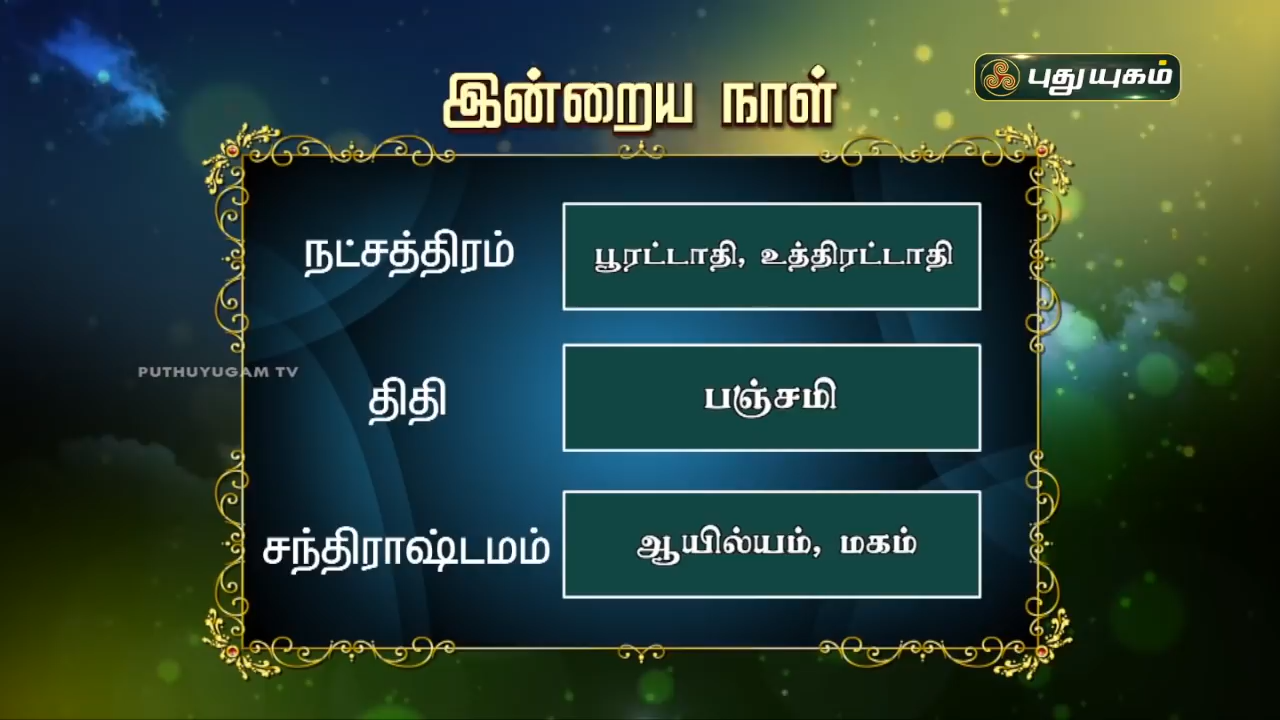 புதுயுகம்
இன்றைய நாள்
நட்சத்திரம்
பூரட்டாதி, உத்திரட்டாதி
PUTHUYUGAM TV
திதி
பஞ்சமி
சந்திராஷ்டமம்
ஆயில்யம், மகம்